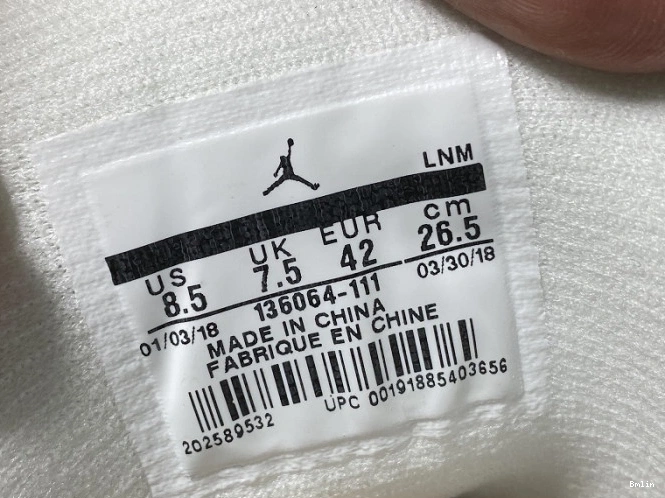 LNM
US UK EUR cm
8.5 7.5 42 26.5
01/03/18 136064-111 03/30/18
MADE IN CHINA
FABRIQUE EN CHINE
202589532 UPC 00191885403656
Bmlin